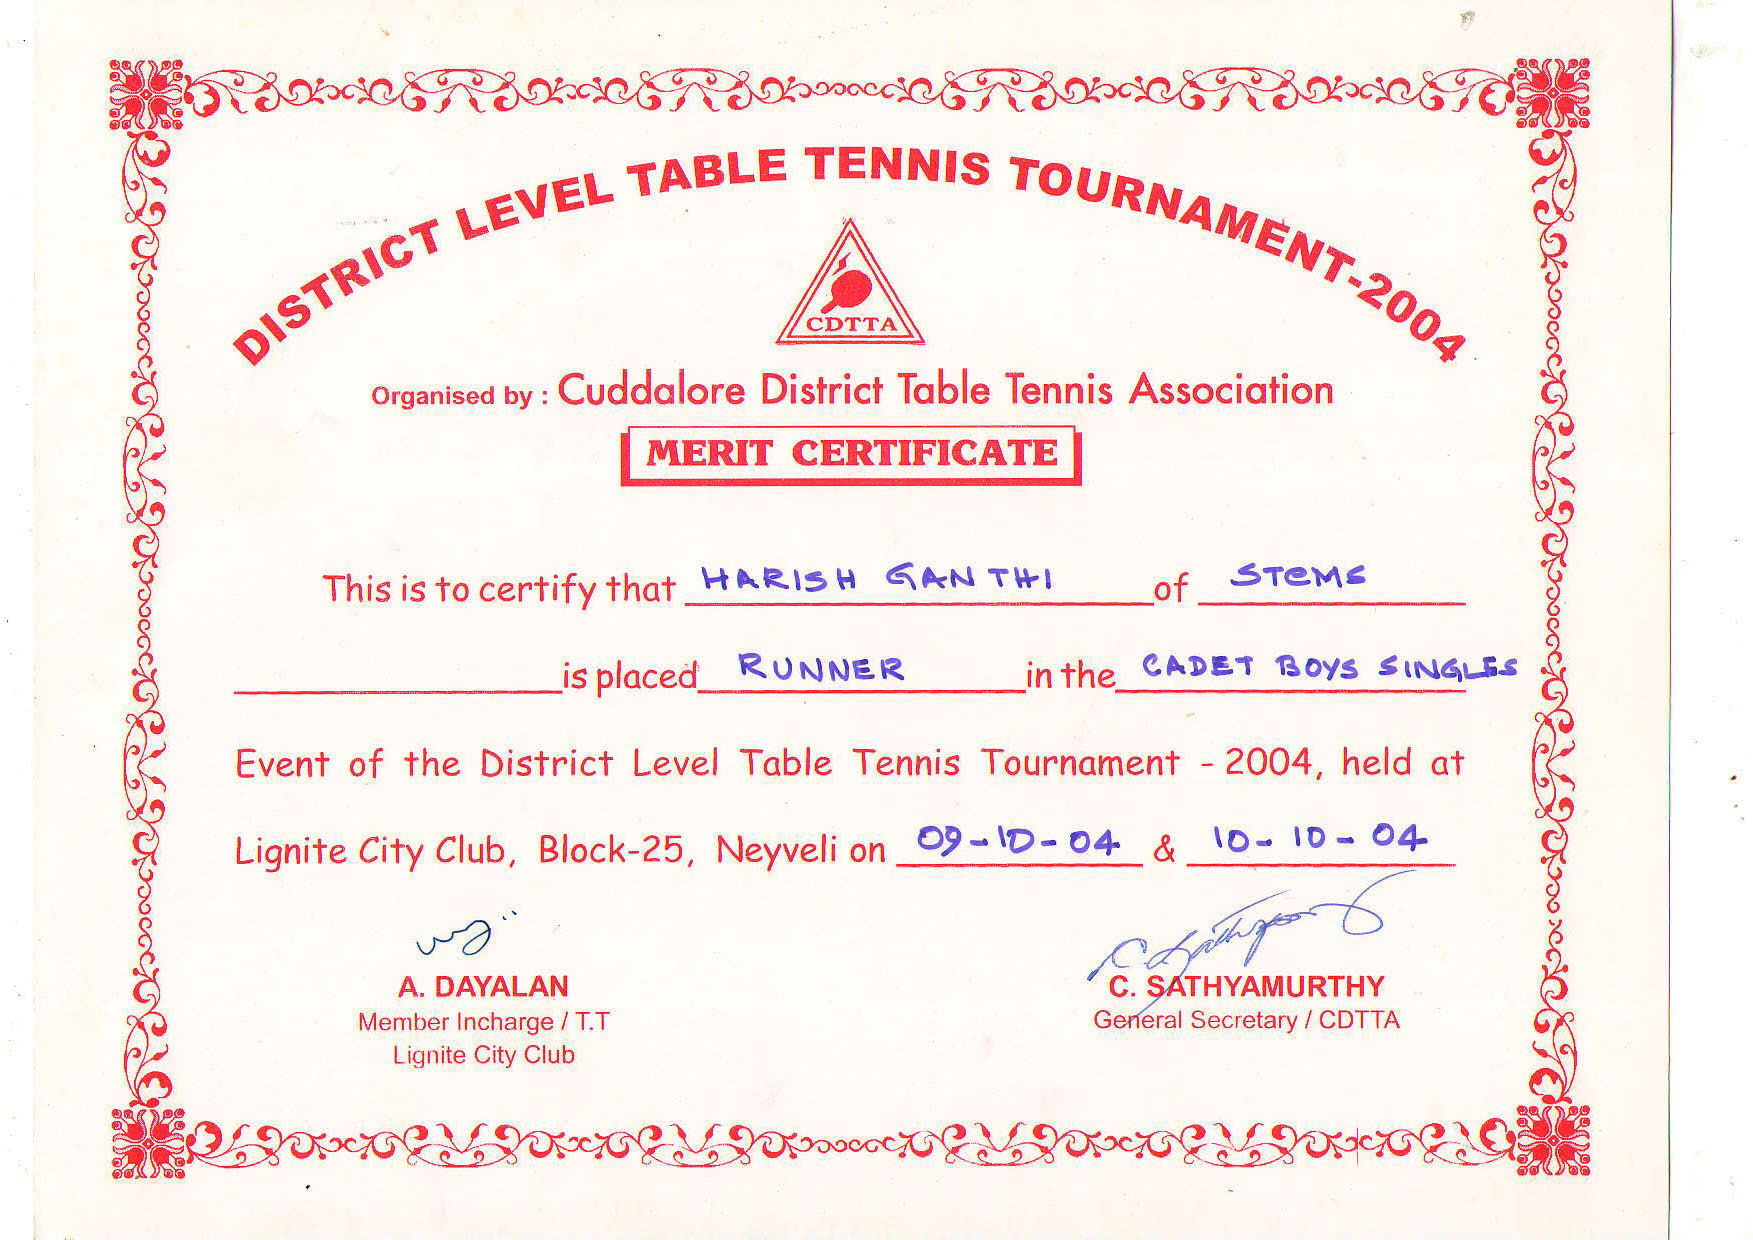 DISTRICT LEVEL TABLE TENNIS TOURNAMENT-2004
CDTTA
Organised by : Cuddalore District Table Tennis Association
MERIT CERTIFICATE
This is to certify that HARISH GANTHI of STEMS
is placed RUNNER in the CADET BOYS SINGLES
Event of the District Level Table Tennis Tournament - 2004, held at
Lignite City Club, Block-25, Neyveli on 09-10-04 & 10-10-04
C. Sathyamurthy
A. DAYALAN C. SATHYAMURTHY
Member Incharge / T.T General Secretary / CDTTA
Lignite City Club